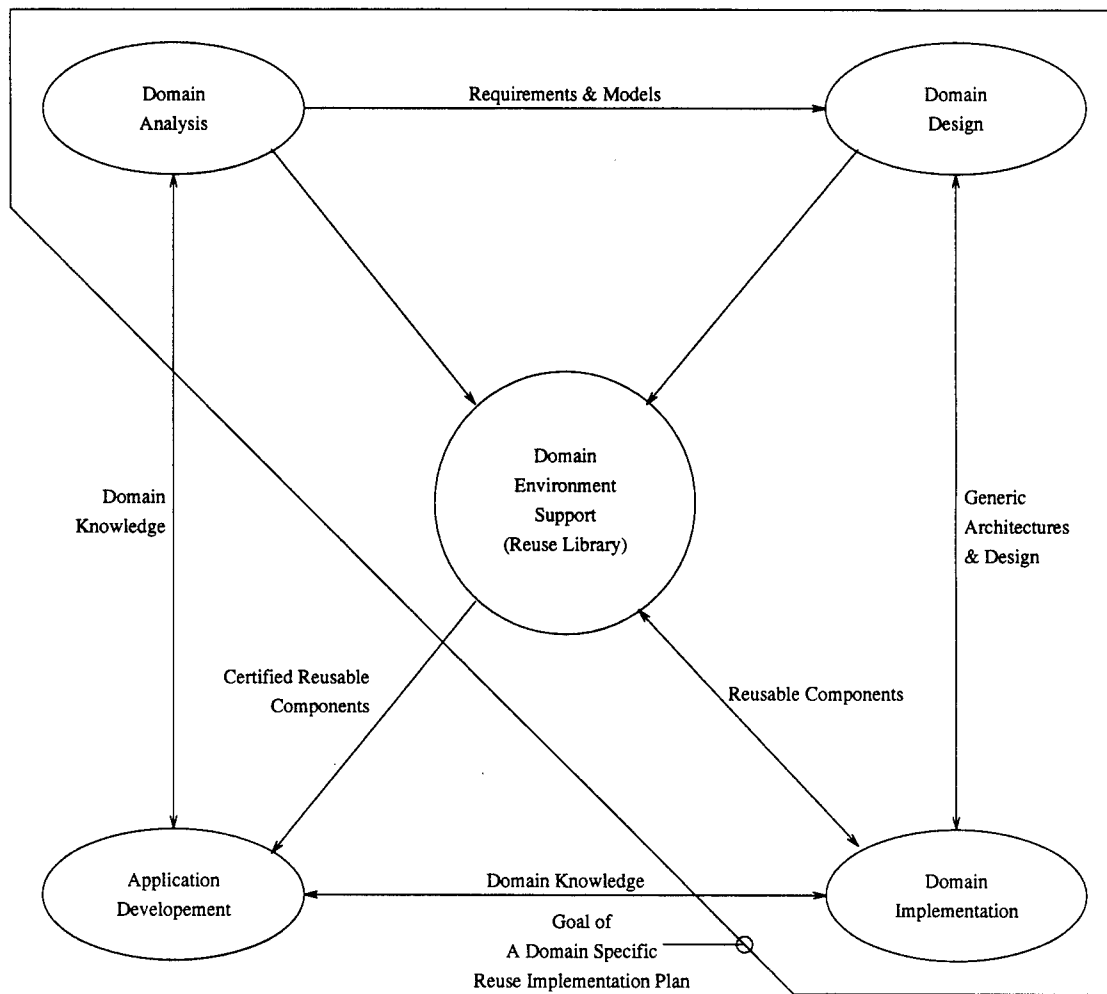 Domain
Analysis
Requirements & Models
Domain
Design
Domain
Environment
Support
(Reuse Library)
Domain
Knowledge
Generic
Architectures
& Design
Certified Reusable
Components
Reusable Components
Application
Developement
Domain Knowledge
Domain
Implementation
Goal of
A Domain Specific
Reuse Implementation Plan